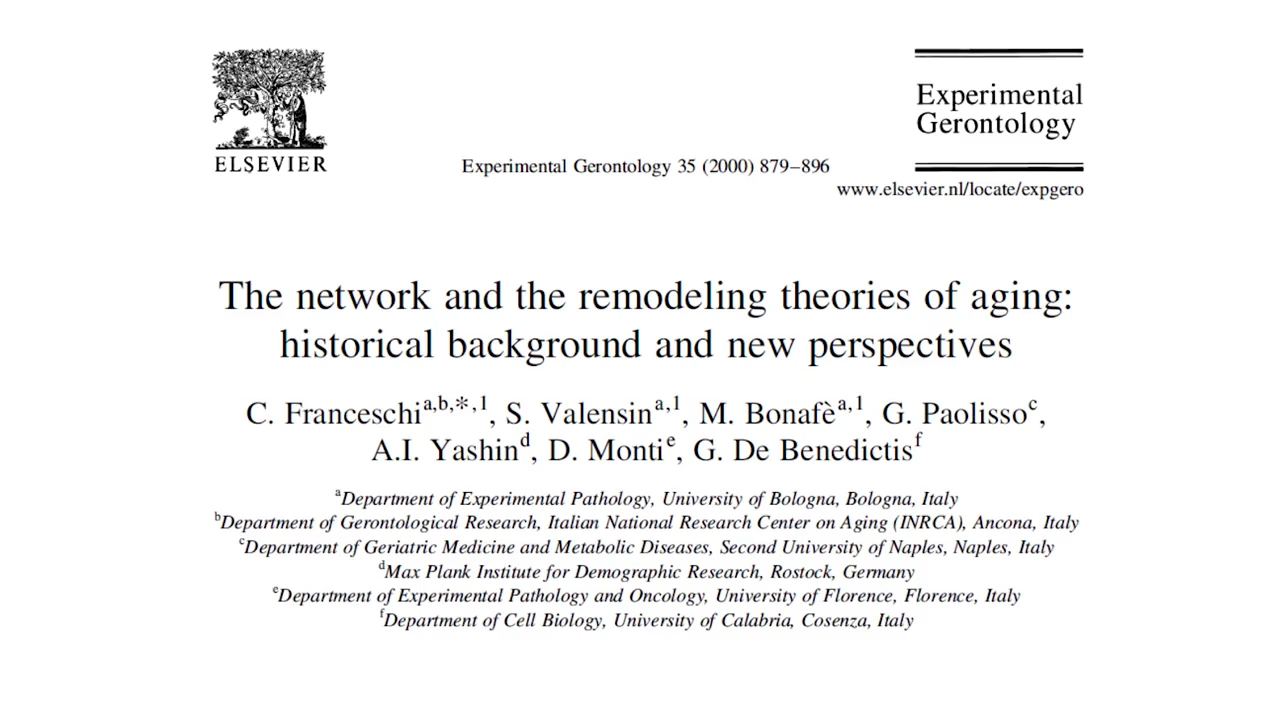 ELSEVIER
Experimental
Gerontology
Experimental Gerontology 35 (2000) 879–896
www.elsevier.nl/locate/expgero
The network and the remodeling theories of aging:
historical background and new perspectives
C. Franceschia,b,*,1, S. Valensina,1, M. Bonafèa,1, G. Paolissoc,
A.I. Yashind, D. Montie, G. De Benedictisf
aDepartment of Experimental Pathology, University of Bologna, Bologna, Italy
bDepartment of Gerontological Research, Italian National Research Center on Aging (INRCA), Ancona, Italy
cDepartment of Geriatric Medicine and Metabolic Diseases, Second University of Naples, Naples, Italy
dMax Plank Institute for Demographic Research, Rostock, Germany
eDepartment of Experimental Pathology and Oncology, University of Florence, Florence, Italy
fDepartment of Cell Biology, University of Calabria, Cosenza, Italy